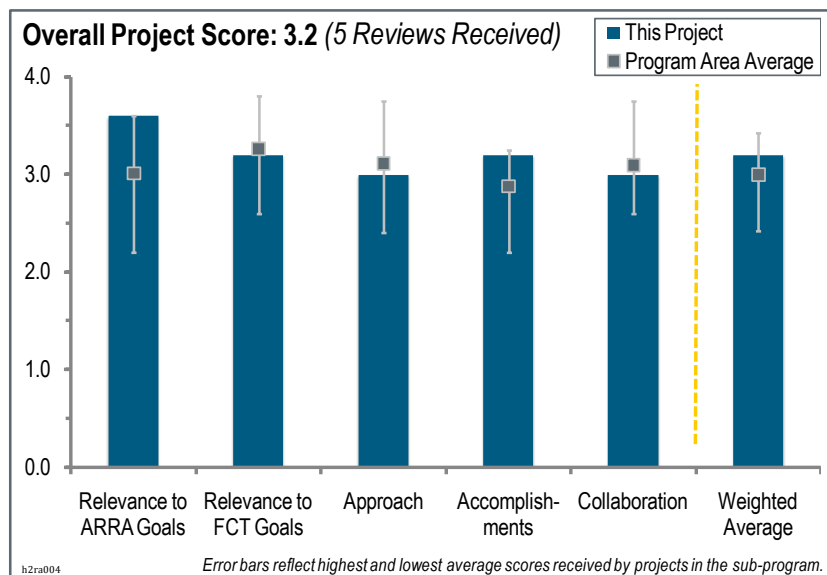 Overall Project Score: 3.2 (5 Reviews Received)
This Project
Program Area Average
4.0
3.0
2.0
1.0
0.0
Relevance to
ARRA Goals
Relevance to
FCT Goals
Approach
Accomplish-
ments
Collaboration
Weighted
Average
h2ra004
Error bars reflect highest and lowest average scores received by projects in the sub-program.